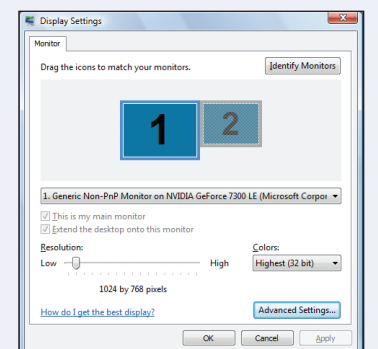 Display Settings
Monitor
Drag the icons to match your monitors.
Identify Monitors
1
2
1. Generic Non-PnP Monitor on NVIDIA GeForce 7300 LE (Microsoft Corpor
This is my main monitor
Extend the desktop onto this monitor
Resolution:
Colors:
Low
High
Highest (32 bit)
1024 by 768 pixels
How do I get the best display?
Advanced Settings...
OK
Cancel
Apply